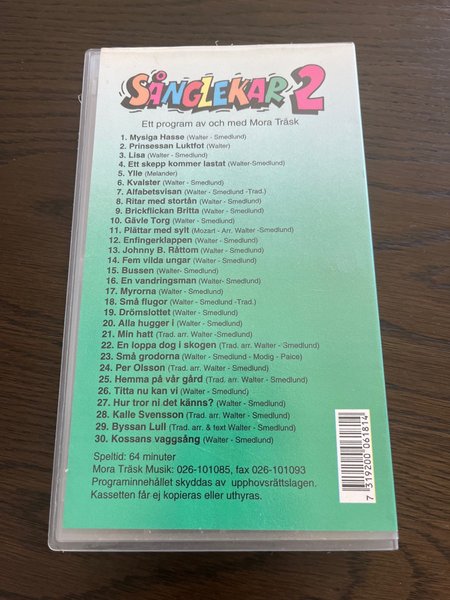 SÅNGLEKAR 2
Ett program av och med Mora Träsk
1. Mysiga Hasse (Walter - Smedlund)
2. Prinsessan Luktfot (Walter)
3. Lisa (Walter - Smedlund)
4. Ett skepp kommer lastat (Walter-Smedlund)
5. Ylle (Melander)
6. Kvalster (Walter - Smedlund)
7. Alfabetsvisan (Walter - Smedlund -Trad.)
8. Ritar med stortån (Walter - Smedlund)
9. Brickflickan Britta (Walter - Smedlund)
10. Gävle Torg (Walter - Smedlund)
11. Plättar med sylt (Mozart - Arr. Walter -Smedlund)
12. Enfingerklappen (Walter - Smedlund)
13. Johnny B. Råttom (Walter - Smedlund)
14. Fem vilda ungar (Walter - Smedlund)
15. Bussen (Walter - Smedlund)
16. En vandringsman (Walter - Smedlund)
17. Myrorna (Walter - Smedlund)
18. Små flugor (Walter - Smedlund -Trad.)
19. Drömslottet (Walter - Smedlund)
20. Alla hugger i (Walter - Smedlund)
21. Min hatt (Trad. arr. Walter -Smedlund)
22. En loppa dog i skogen (Trad. arr. Walter -Smedlund)
23. Små grodorna (Walter - Smedlund - Modig - Paice)
24. Per Olsson (Trad. arr. Walter -Smedlund)
25. Hemma på vår gård (Trad. arr. Walter -Smedlund)
26. Titta nu kan vi (Walter - Smedlund)
27. Hur tror ni det känns? (Walter - Smedlund)
28. Kalle Svensson (Trad. arr. Walter - Smedlund)
29. Byssan Lull (Trad. arr. & text Walter - Smedlund)
30. Kossans vaggsång (Walter - Smedlund)
Speltid: 64 minuter
Mora Träsk Musik: 026-101085, fax 026-101093
Programinnehållet skyddas av upphovsrättslagen.
Kassetten får ej kopieras eller uthyras.
7 319200 061814